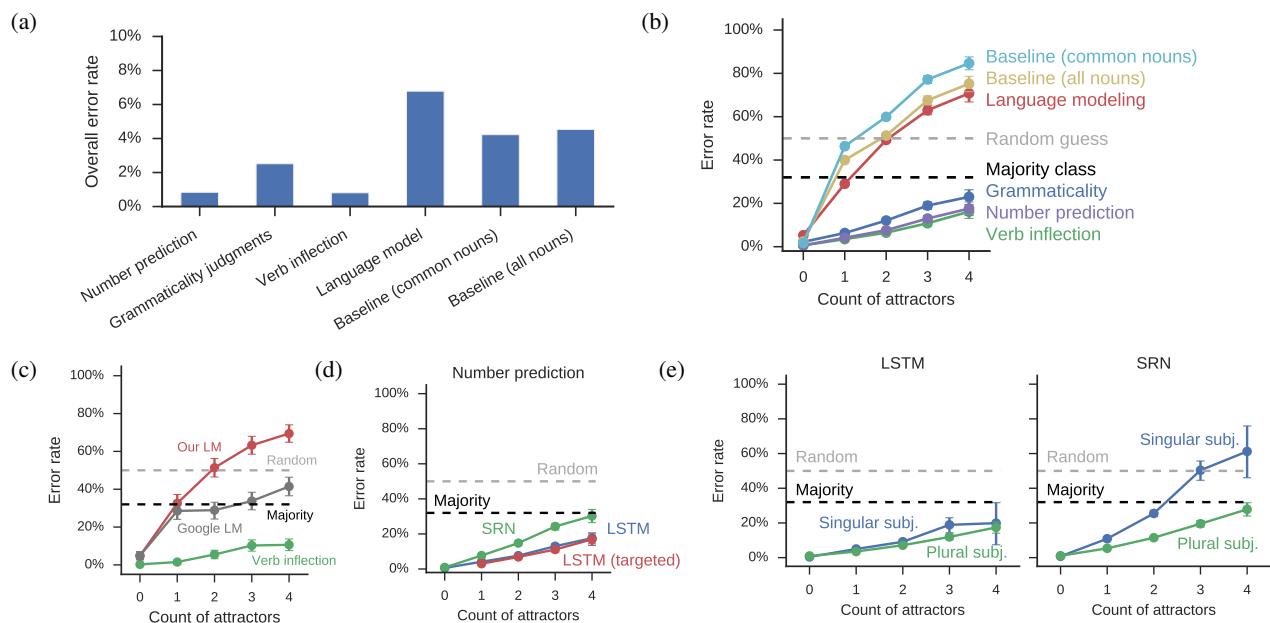 (a)
10%
8%
6%
4%
2%
0%
Overall error rate
Number prediction
Grammaticality judgments
Verb inflection
Language model
Baseline (common nouns)
Baseline (all nouns)
(b)
100%
80%
60%
40%
20%
0%
Error rate
Baseline (common nouns)
Baseline (all nouns)
Language modeling
Random guess
Majority class
Grammaticality
Number prediction
Verb inflection
0 1 2 3 4
Count of attractors
(c)
100%
80%
60%
40%
20%
0%
Error rate
Our LM
Random
Majority
Google LM
Verb inflection
0 1 2 3 4
Count of attractors
(d)
Number prediction
100%
80%
60%
40%
20%
0%
Error rate
Random
Majority
SRN
LSTM
LSTM (targeted)
0 1 2 3 4
Count of attractors
(e)
LSTM
100%
80%
60%
40%
20%
0%
Error rate
Random
Majority
Singular subj.
Plural subj.
0 1 2 3 4
Count of attractors
SRN
100%
80%
60%
40%
20%
0%
Singular subj.
Random
Majority
Plural subj.
0 1 2 3 4
Count of attractors